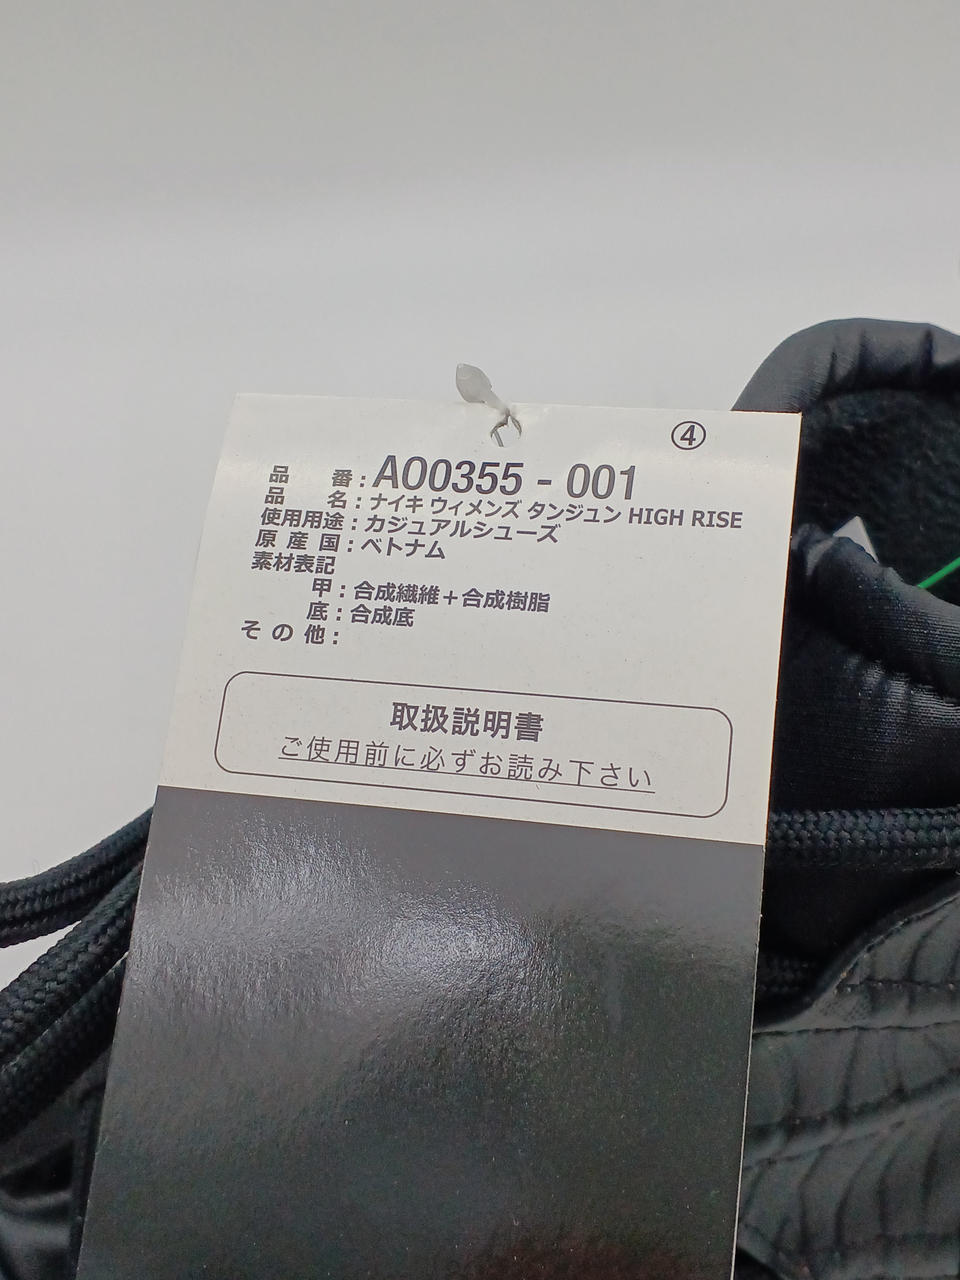 ④
品番:AO0355-001
品名:ナイキ ウィメンズ タンジュン HIGH RISE
使用用途:カジュアルシューズ
原産国:ベトナム
素材表記
甲:合成繊維+合成樹脂
底:合成底
その他:
取扱説明書
ご使用前に必ずお読み下さい